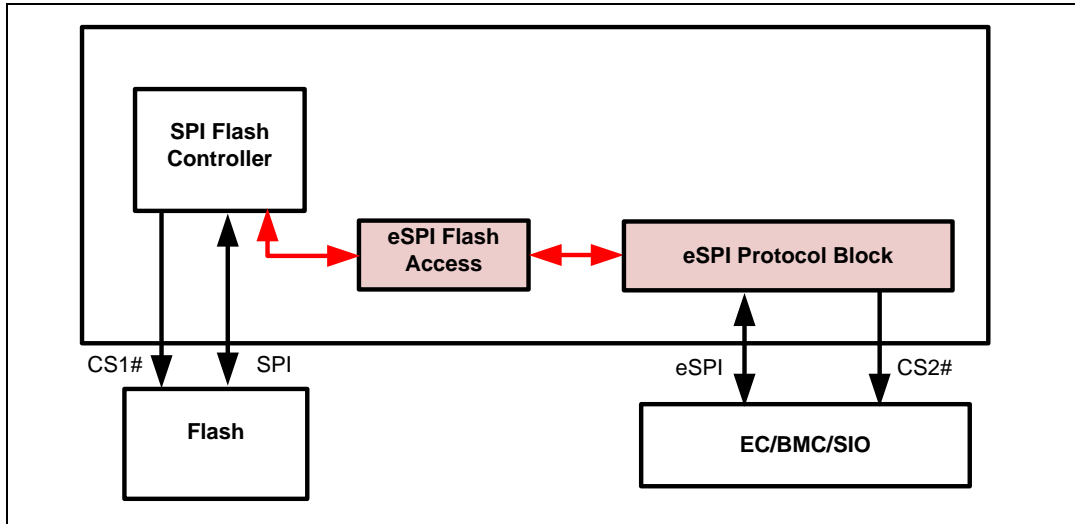 SPI Flash
Controller
eSPI Flash
Access
eSPI Protocol Block
CS1#
SPI
eSPI
CS2#
Flash
EC/BMC/SIO